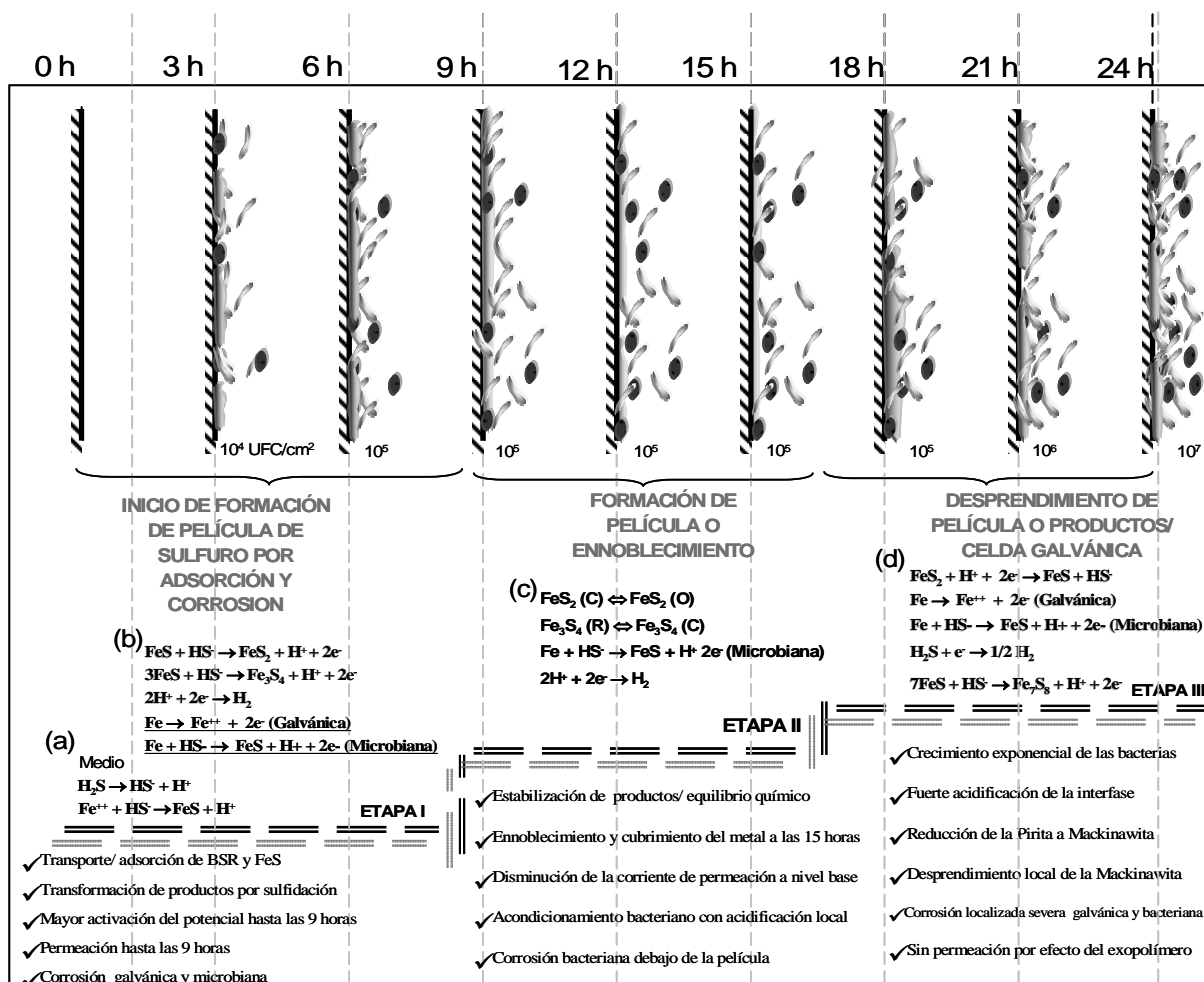 0 h 3 h 6 h 9 h 12 h 15 h 18 h 21 h 24 h
10⁴ UFC/cm² 10⁵ 10⁵ 10⁵ 10⁵ 10⁵ 10⁶ 10⁷
INICIO DE FORMACIÓN
DE PELÍCULA DE
SULFURO POR
ADSORCIÓN Y
CORROSION
(b)
FeS + HS⁻ → FeS₂ + H⁺ + 2e⁻
3FeS + HS⁻ → Fe₃S₄ + H⁺ + 2e⁻
2H⁺ + 2e⁻ → H₂
Fe → Fe⁺⁺ + 2e⁻ (Galvánica)
Fe + HS- → FeS + H+ + 2e- (Microbiana)
(a)
Medio
H₂S → HS⁻ + H⁺
Fe⁺⁺ + HS⁻ → FeS + H⁺
ETAPA I
✓Transporte/ adsorción de BSR y FeS
✓Transformación de productos por sulfidación
✓Mayor activación del potencial hasta las 9 horas
✓Permeación hasta las 9 horas
✓Corrosión galvánica y microbiana
FORMACIÓN DE
PELÍCULA O
ENNOBLECIMIENTO
(c)
FeS₂ (C) ⇔ FeS₂ (O)
Fe₃S₄ (R) ⇔ Fe₃S₄ (C)
Fe + HS⁻ → FeS + H⁺ 2e⁻ (Microbiana)
2H⁺ + 2e⁻ → H₂
ETAPA II
✓Estabilización de productos/ equilibrio químico
✓Ennoblecimiento y cubrimiento del metal a las 15 horas
✓Disminución de la corriente de permeación a nivel base
✓Acondicionamiento bacteriano con acidificación local
✓Corrosión bacteriana debajo de la película
DESPRENDIMIENTO DE
PELÍCULA O PRODUCTOS/
CELDA GALVÁNICA
(d)
FeS₂ + H⁺ + 2e⁻ → FeS + HS⁻
Fe → Fe⁺⁺ + 2e⁻ (Galvánica)
Fe + HS- → FeS + H+ + 2e- (Microbiana)
H₂S + e⁻ → 1/2 H₂
7FeS + HS⁻ → Fe₇S₈ + H⁺ + 2e⁻
ETAPA III
✓Crecimiento exponencial de las bacterias
✓Fuerte acidificación de la interfase
✓Reducción de la Pirita a Mackinawita
✓Desprendimiento local de la Mackinawita
✓Corrosión localizada severa galvánica y bacteriana
✓Sin permeación por efecto del exopolímero